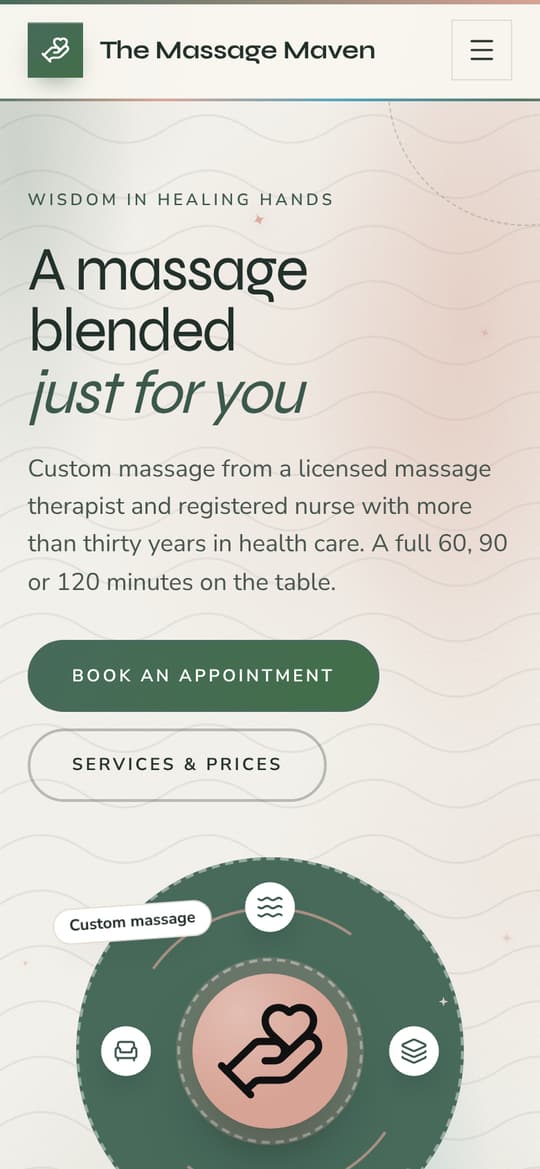 The Massage Maven
WISDOM IN HEALING HANDS
A massage
blended
just for you
Custom massage from a licensed massage
therapist and registered nurse with more
than thirty years in health care. A full 60, 90
or 120 minutes on the table.
BOOK AN APPOINTMENT
SERVICES & PRICES
Custom massage